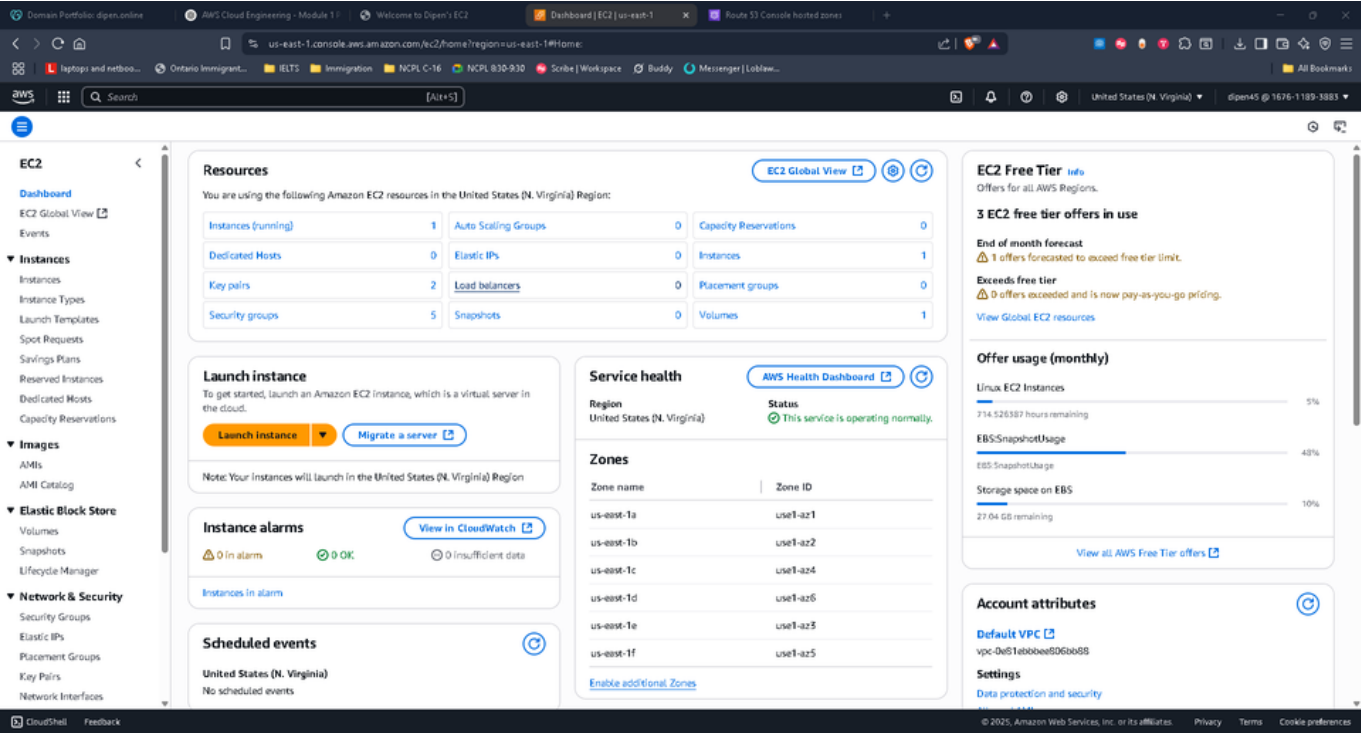 Domain Portfolio: dipen.online
AWS Cloud Engineering - Module 1 P
Welcome to Dipen's EC2
Dashboard | EC2 | us-east-1
Route 53 Console hosted zones
us-east-1.console.aws.amazon.com/ec2/home?region=us-east-1#Home:
laptops and netboo...
Ontario Immigrant...
IELTS
Immigration
NCPL C-16
NCPL 8:30-9:30
Scribe | Workspace
Buddy
Messenger | Loblaw...
All Bookmarks
aws
Search
[Alt+S]
United States (N. Virginia)
dipen45 @ 1676-1189-3883
EC2
Dashboard
EC2 Global View
Events
Instances
Instances
Instance Types
Launch Templates
Spot Requests
Savings Plans
Reserved Instances
Dedicated Hosts
Capacity Reservations
Images
AMIs
AMI Catalog
Elastic Block Store
Volumes
Snapshots
Lifecycle Manager
Network & Security
Security Groups
Elastic IPs
Placement Groups
Key Pairs
Network Interfaces
Resources
EC2 Global View
You are using the following Amazon EC2 resources in the United States (N. Virginia) Region:
Instances (running) 1
Auto Scaling Groups 0
Capacity Reservations 0
Dedicated Hosts 0
Elastic IPs 0
Instances 1
Key pairs 2
Load balancers 0
Placement groups 0
Security groups 5
Snapshots 0
Volumes 1
Launch instance
To get started, launch an Amazon EC2 instance, which is a virtual server in
the cloud.
Launch instance
Migrate a server
Note: Your instances will launch in the United States (N. Virginia) Region
Instance alarms
View in CloudWatch
0 in alarm
0 OK
0 insufficient data
Instances in alarm
Scheduled events
United States (N. Virginia)
No scheduled events
Service health
AWS Health Dashboard
Region
United States (N. Virginia)
Status
This service is operating normally.
Zones
Zone name Zone ID
us-east-1a use1-az1
us-east-1b use1-az2
us-east-1c use1-az4
us-east-1d use1-az6
us-east-1e use1-az3
us-east-1f use1-az5
Enable additional Zones
EC2 Free Tier Info
Offers for all AWS Regions.
3 EC2 free tier offers in use
End of month forecast
1 offers forecasted to exceed free tier limit.
Exceeds free tier
0 offers exceeded and is now pay-as-you-go pricing.
View Global EC2 resources
Offer usage (monthly)
Linux EC2 Instances
5%
714.526387 hours remaining
EBS:SnapshotUsage
48%
EBS:SnapshotUsage
Storage space on EBS
10%
27.04 GB remaining
View all AWS Free Tier offers
Account attributes
Default VPC
vpc-0e81ebbbee806bb88
Settings
Data protection and security
CloudShell
Feedback
© 2025, Amazon Web Services, Inc. or its affiliates.
Privacy
Terms
Cookie preferences